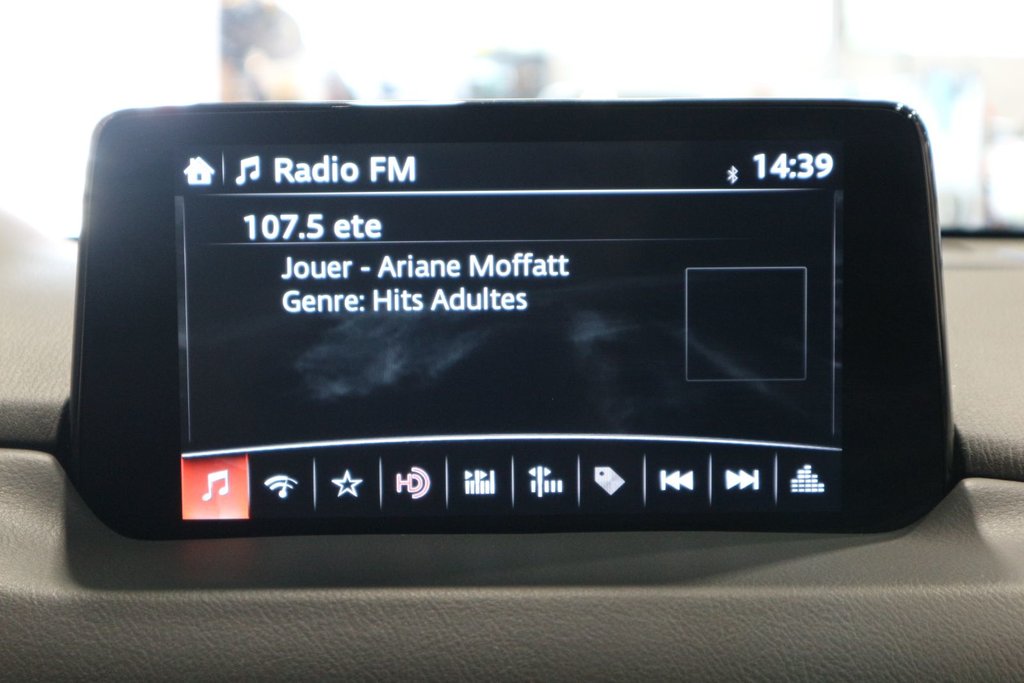 Radio FM 14:39
107.5 ete
Jouer - Ariane Moffatt
Genre: Hits Adultes
HD